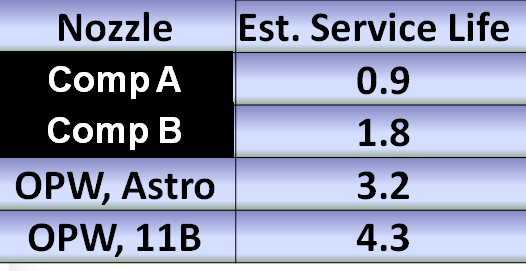 Nozzle Est. Service Life
Comp A 0.9
Comp B 1.8
OPW, Astro 3.2
OPW, 11B 4.3